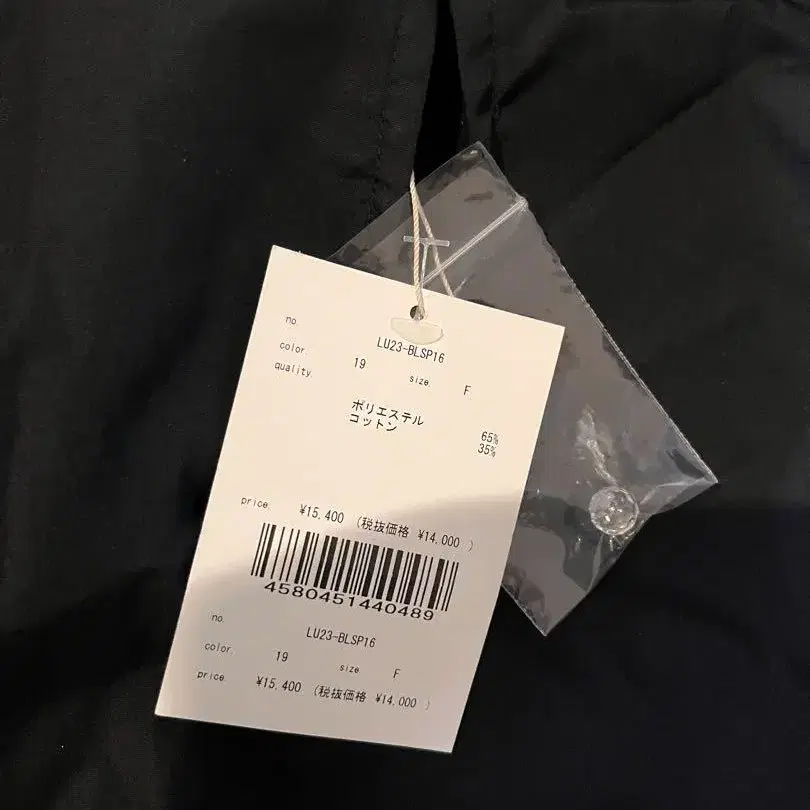 no. LU23-BLSP16
color. 19 size. F
quality.
ポリエステル 65%
コットン 35%
price. ¥15,400 (税抜価格 ¥14,000 )
4580451440489
no. LU23-BLSP16
color. 19 size. F
price. ¥15,400 (税抜価格 ¥14,000 )